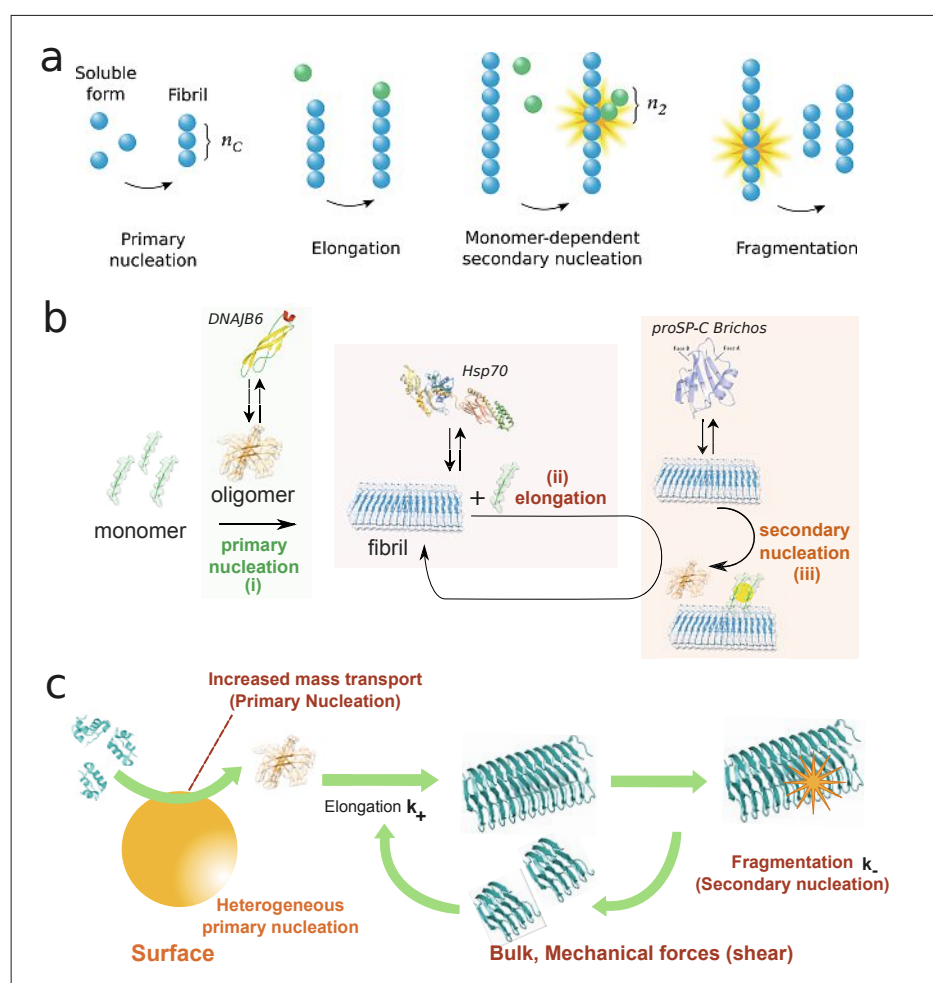 a
Soluble
form
Fibril
n_C
n_2
Primary
nucleation
Elongation
Monomer-dependent
secondary nucleation
Fragmentation
b
DNAJB6
Hsp70
proSP-C Brichos
Face B
Face A
monomer
oligomer
primary
nucleation
(i)
fibril
+
(ii)
elongation
secondary
nucleation
(iii)
c
Increased mass transport
(Primary Nucleation)
Elongation k+
Fragmentation k-
(Secondary nucleation)
Heterogeneous
primary nucleation
Surface
Bulk, Mechanical forces (shear)